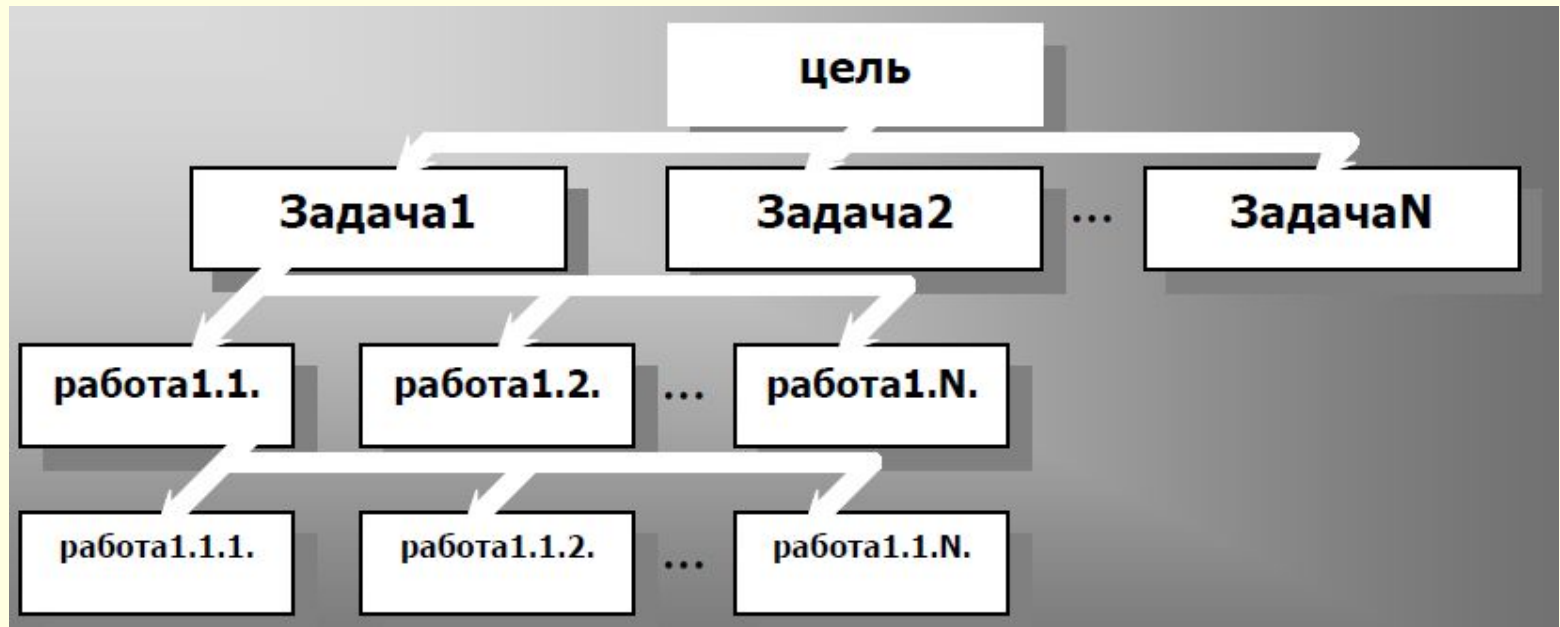 цель
Задача1 Задача2 ... ЗадачаN
работа1.1. работа1.2. ... работа1.N.
работа1.1.1. работа1.1.2. ... работа1.1.N.